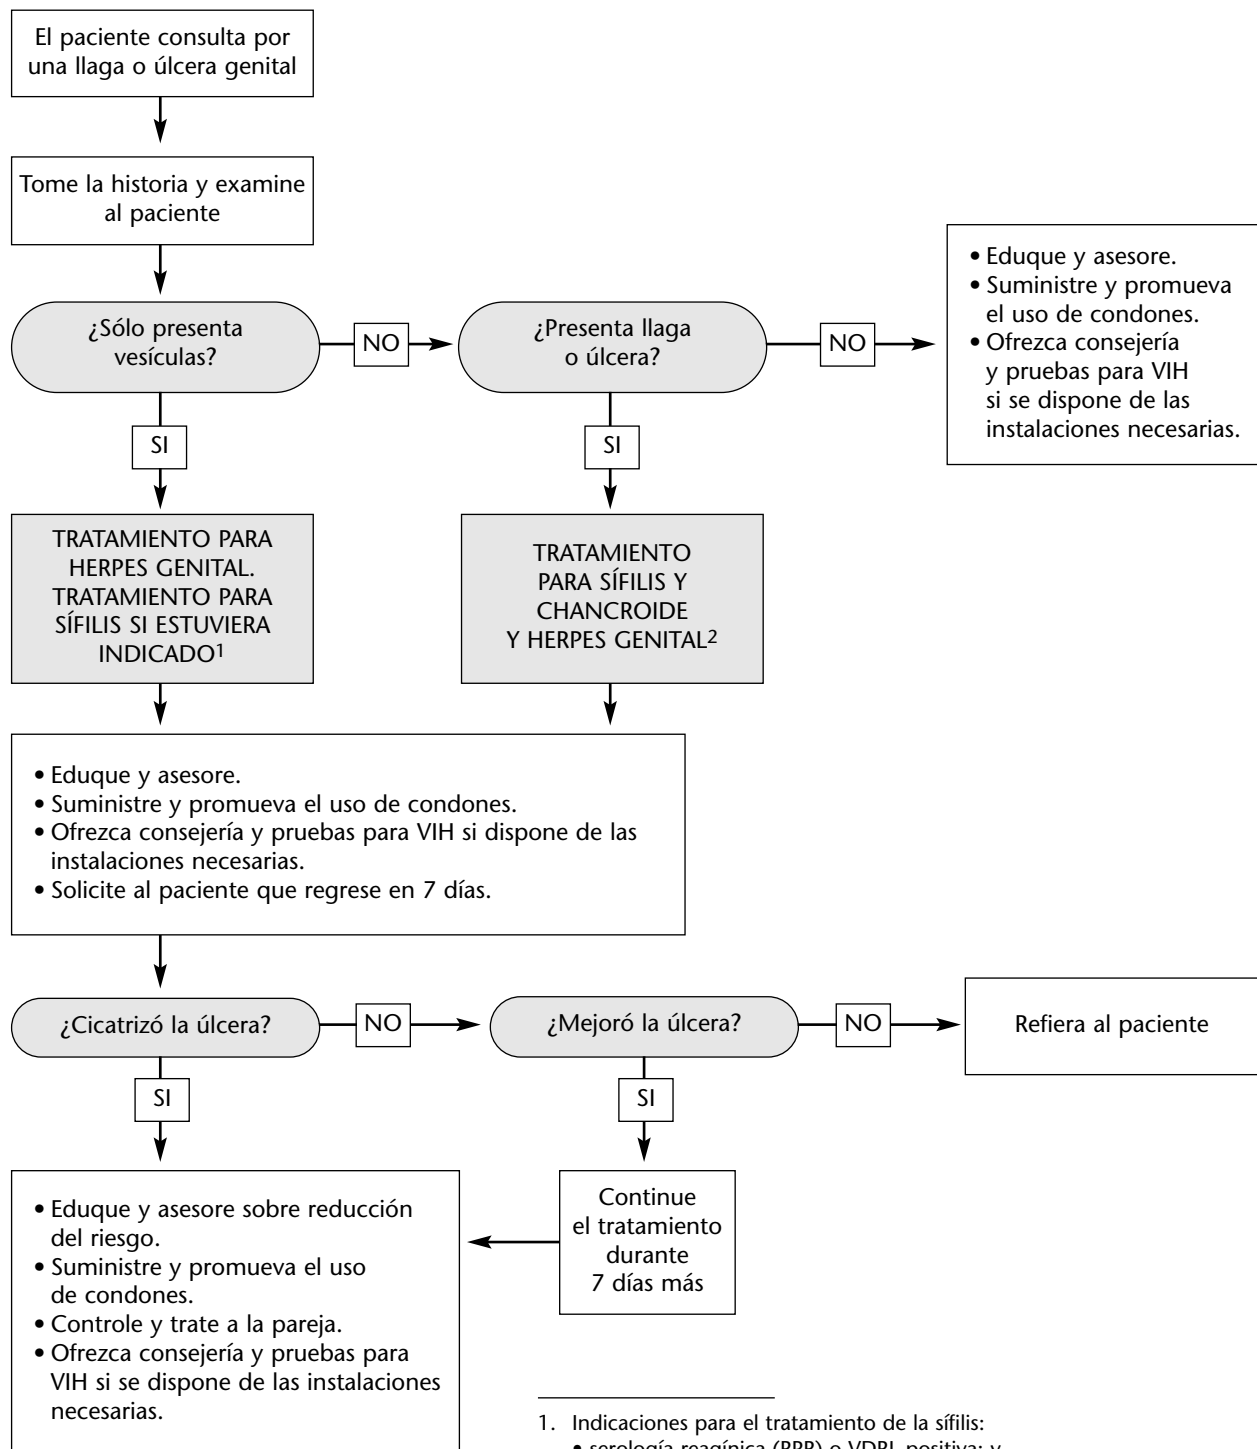 El paciente consulta por
una llaga o úlcera genital
Tome la historia y examine
al paciente
¿Sólo presenta
vesículas?
NO
¿Presenta llaga
o úlcera?
NO
• Eduque y asesore.
• Suministre y promueva
el uso de condones.
• Ofrezca consejería
y pruebas para VIH
si se dispone de las
instalaciones necesarias.
SI
SI
TRATAMIENTO PARA
HERPES GENITAL.
TRATAMIENTO PARA
SÍFILIS SI ESTUVIERA
INDICADO1
TRATAMIENTO
PARA SÍFILIS Y
CHANCROIDE
Y HERPES GENITAL2
• Eduque y asesore.
• Suministre y promueva el uso de condones.
• Ofrezca consejería y pruebas para VIH si dispone de las
instalaciones necesarias.
• Solicite al paciente que regrese en 7 días.
¿Cicatrizó la úlcera?
NO
¿Mejoró la úlcera?
NO
Refiera al paciente
SI
SI
• Eduque y asesore sobre reducción
del riesgo.
• Suministre y promueva el uso
de condones.
• Controle y trate a la pareja.
• Ofrezca consejería y pruebas para
VIH si se dispone de las instalaciones
necesarias.
Continue
el tratamiento
durante
7 días más
1. Indicaciones para el tratamiento de la sífilis:
• serología reagínica (RPR) o VDRL positiva; y